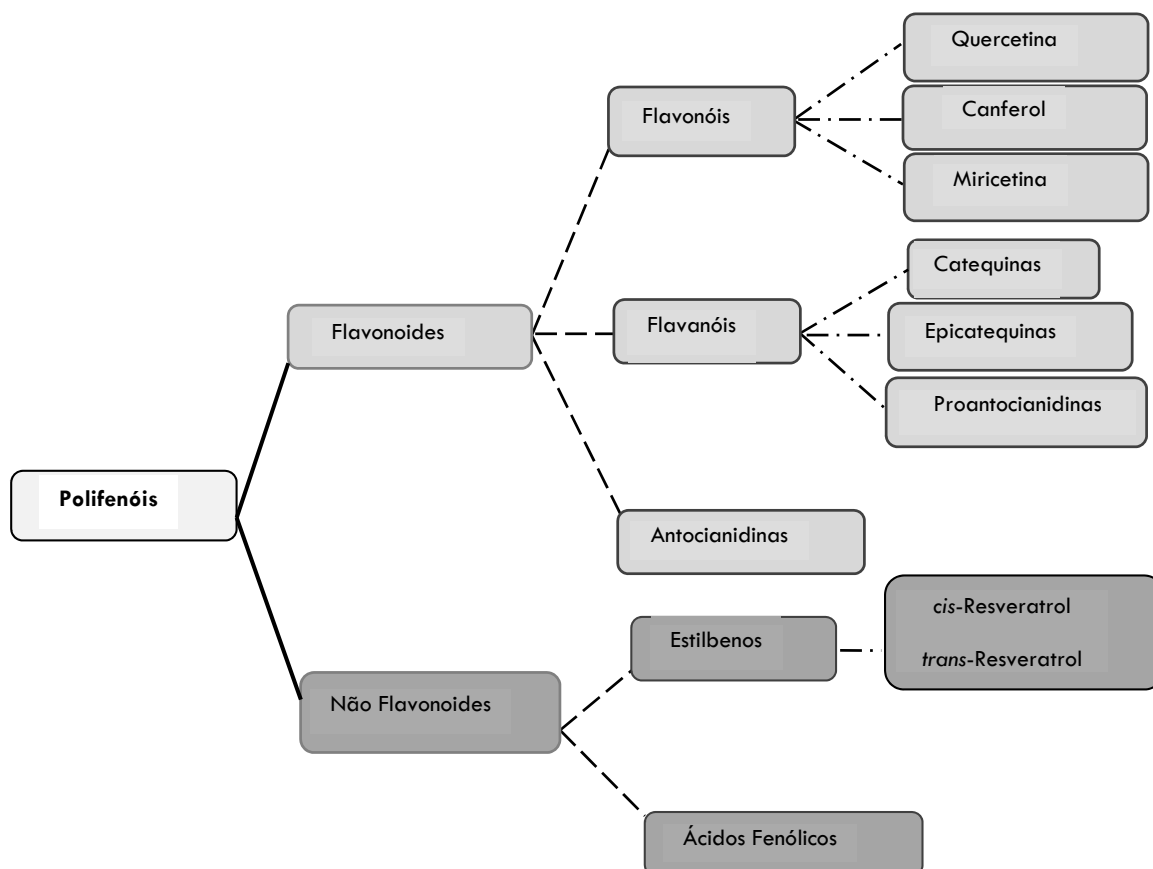 Quercetina
Flavonóis
Canferol
Miricetina
Catequinas
Flavonoides
Flavanóis
Epicatequinas
Proantocianidinas
Polifenóis
Antocianidinas
cis-Resveratrol
Estilbenos
trans-Resveratrol
Não Flavonoides
Ácidos Fenólicos